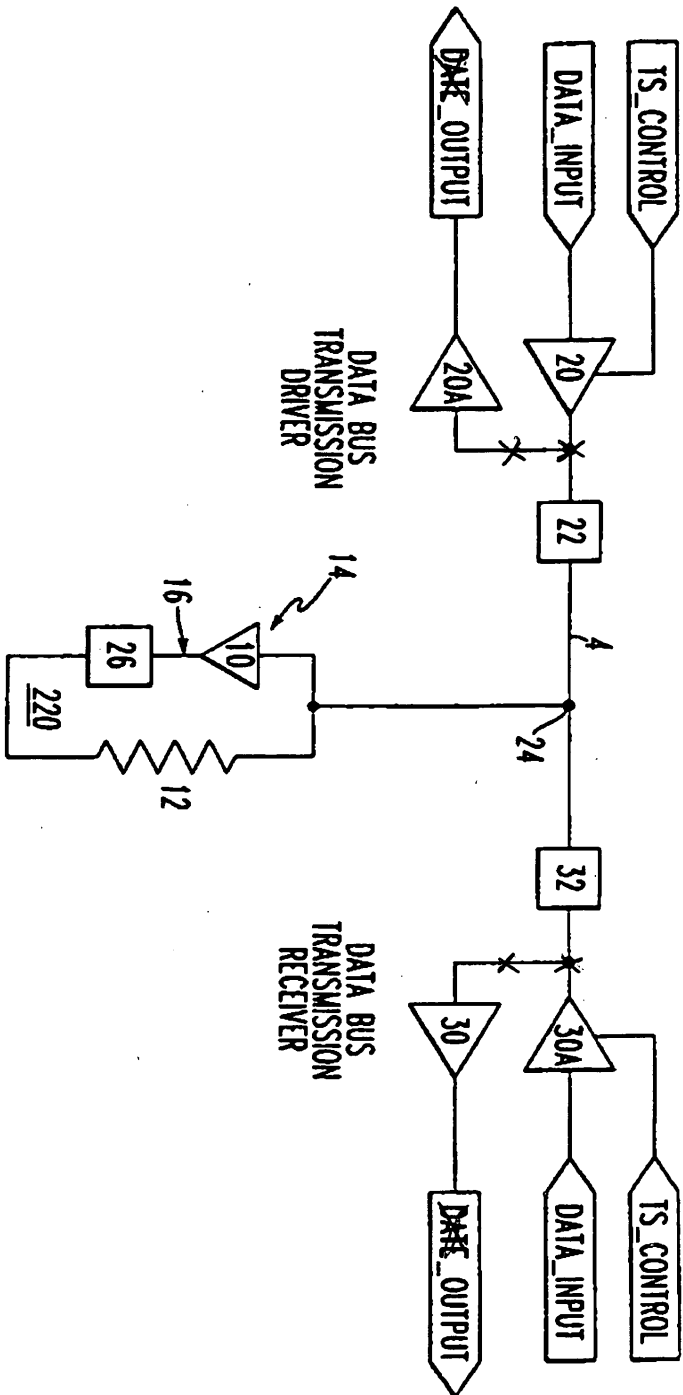 TS_CONTROL
TS_CONTROL
DATA_INPUT
20
22
4
24
32
30A
DATA_INPUT
DATE_OUTPUT
20A
30
DATE_OUTPUT
DATA BUS
TRANSMISSION
DRIVER
DATA BUS
TRANSMISSION
RECEIVER
14
10
16
26
220
12